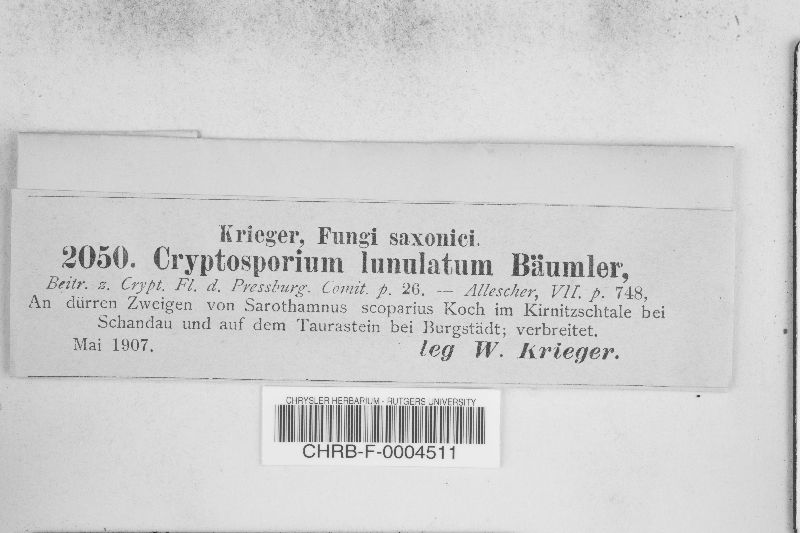 Krieger, Fungi saxonici.
2050. Cryptosporium lunulatum Bäumler,
Beitr. z. Crypt. Fl. d. Pressburg. Comit. p. 26. — Allescher, VII. p. 748,
An dürren Zweigen von Sarothamnus scoparius Koch im Kirnitzschtale bei
Schandau und auf dem Taurastein bei Burgstädt; verbreitet.
Mai 1907. leg W. Krieger.
CHRYSLER HERBARIUM - RUTGERS UNIVERSITY
CHRB-F-0004511